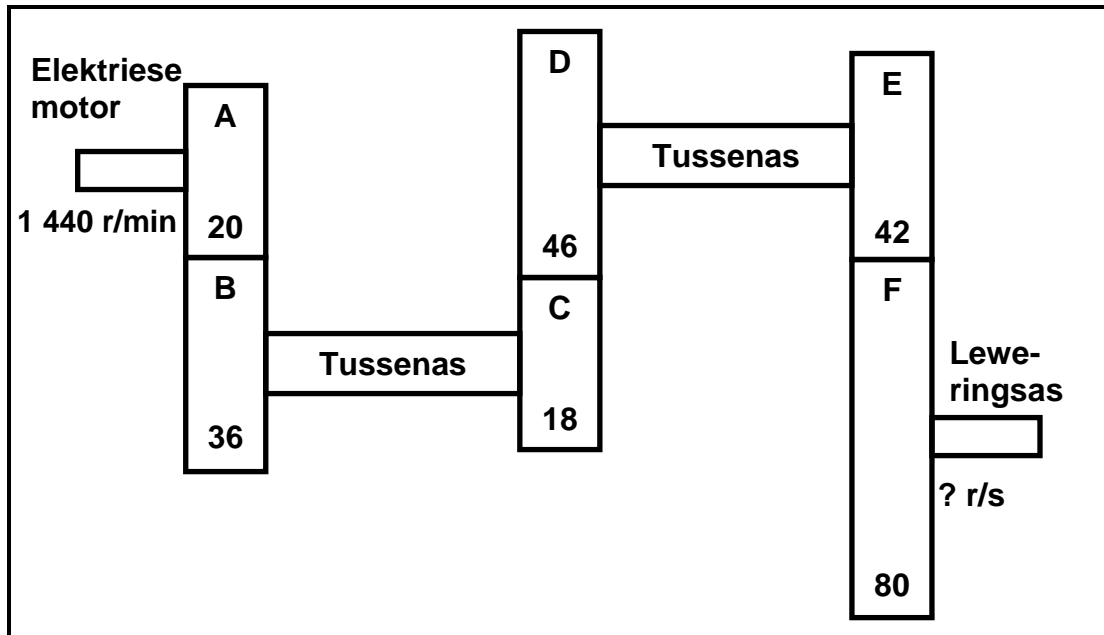 Elektriese
motor
1 440 r/min
A
20
B
36
Tussenas
D
46
C
18
Tussenas
E
42
F
80
Lewe-
ringsas
? r/s